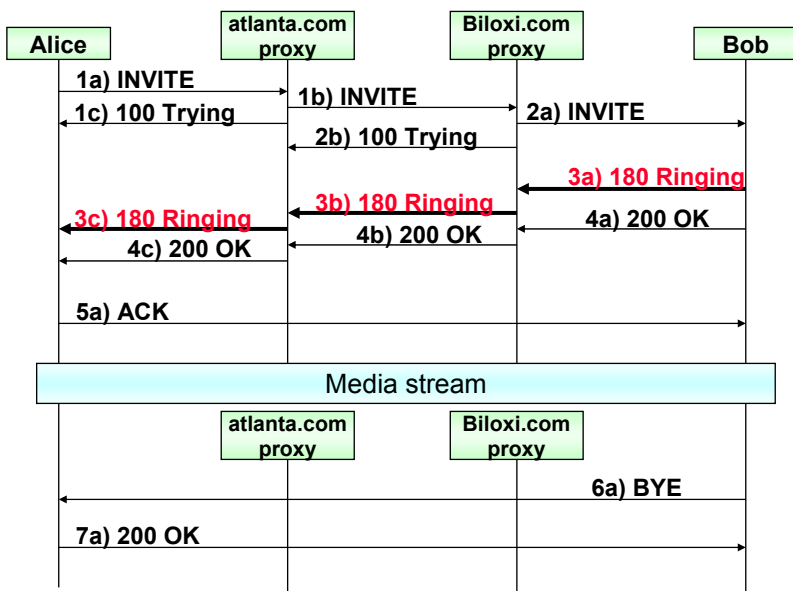 Alice
atlanta.com
proxy
Biloxi.com
proxy
Bob
1a) INVITE
1b) INVITE
1c) 100 Trying
2a) INVITE
2b) 100 Trying
3a) 180 Ringing
3b) 180 Ringing
3c) 180 Ringing
4a) 200 OK
4b) 200 OK
4c) 200 OK
5a) ACK
Media stream
atlanta.com
proxy
Biloxi.com
proxy
6a) BYE
7a) 200 OK